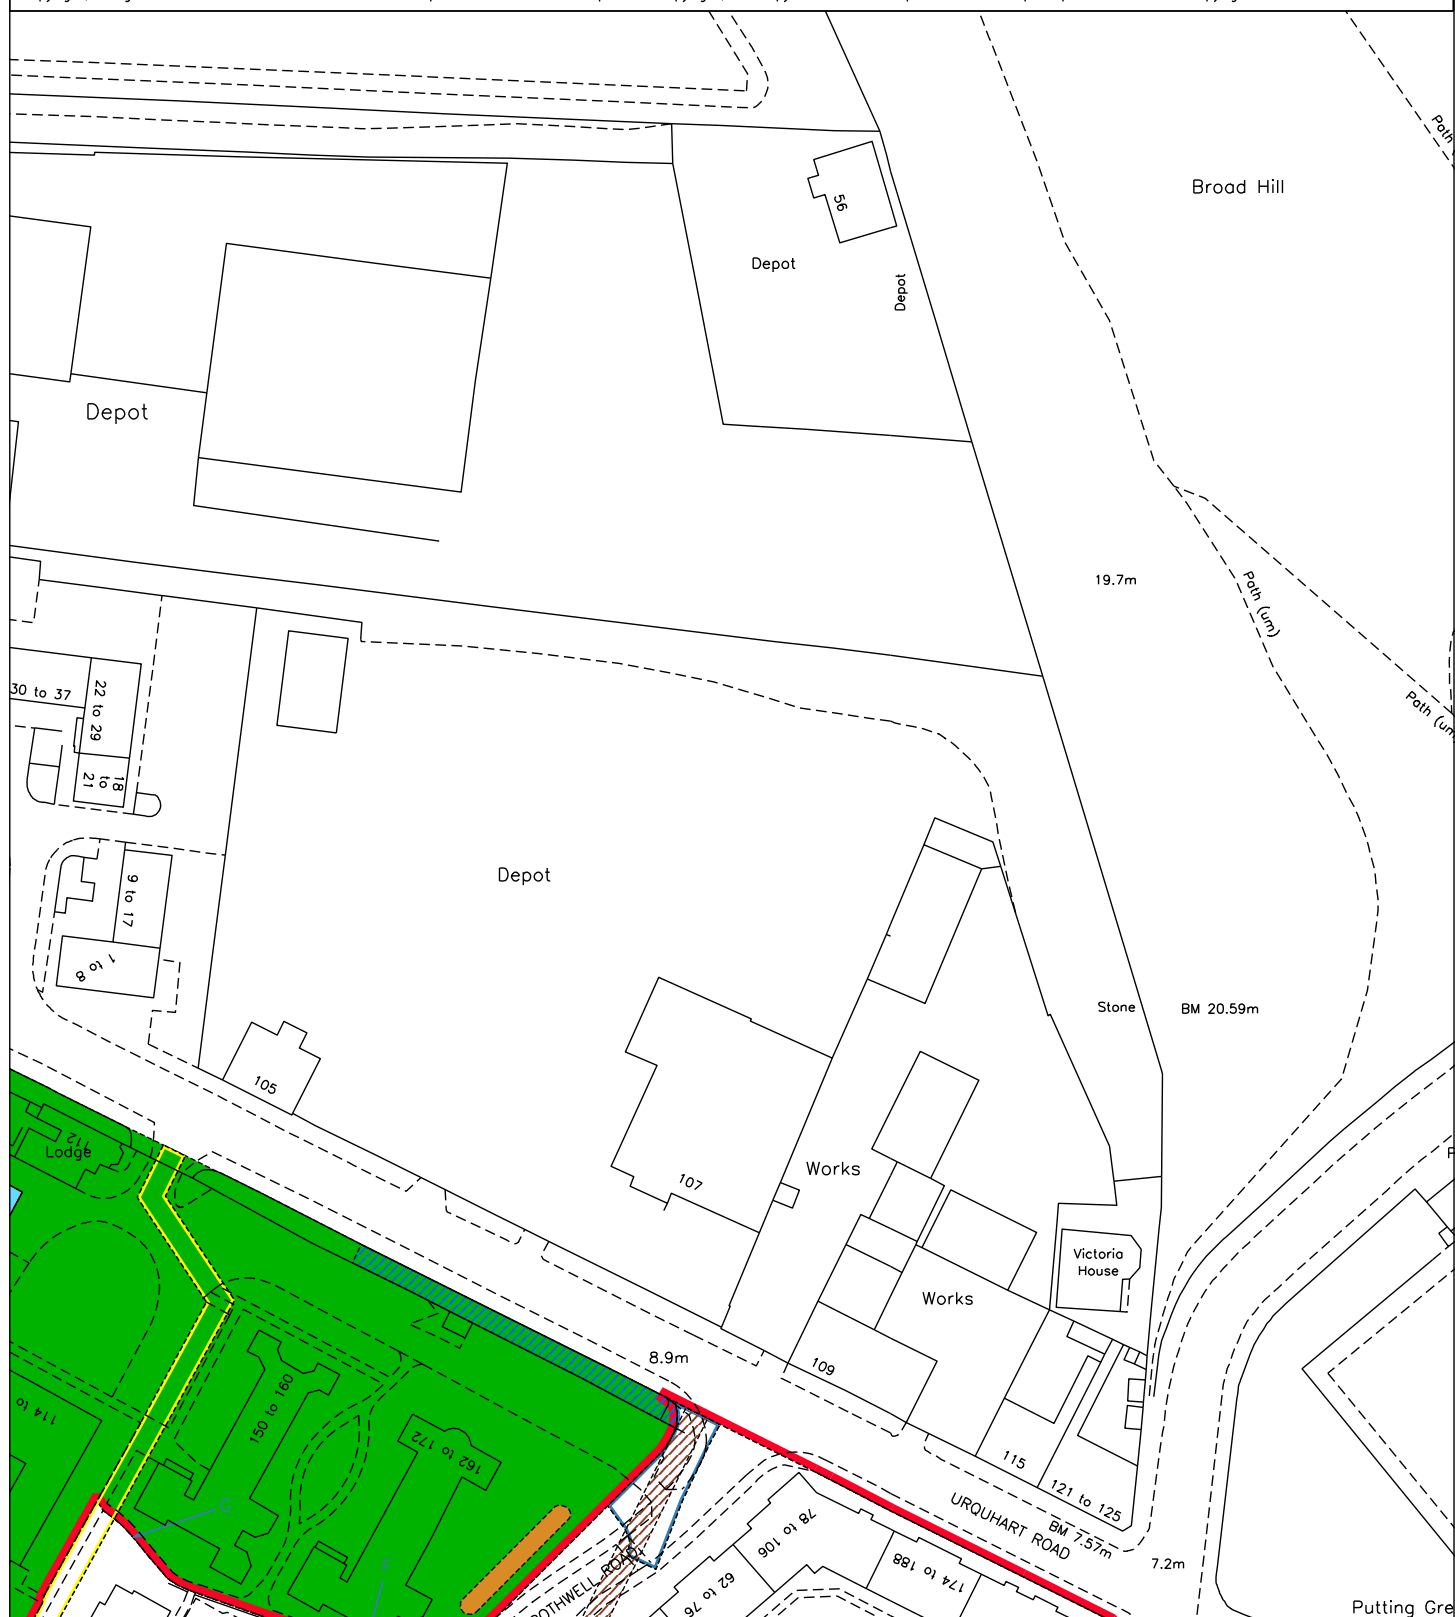 Path
Broad Hill
56
Depot
Depot
Depot
19.7m
Path (um)
30 to 37
22 to 29
Path (um
18
to
21
Depot
9 to 17
1 to 8
Stone
BM 20.59m
105
112
Lodge
107
Works
Victoria
House
Works
8.9m
109
114 to
150 to 160
162 to 172
115
121 to 125
URQUHART ROAD
BM 7.57m
7.2m
78 to 106
174 to 188
62 to 76
OTHWELL ROAD
G
F
Putting Gre